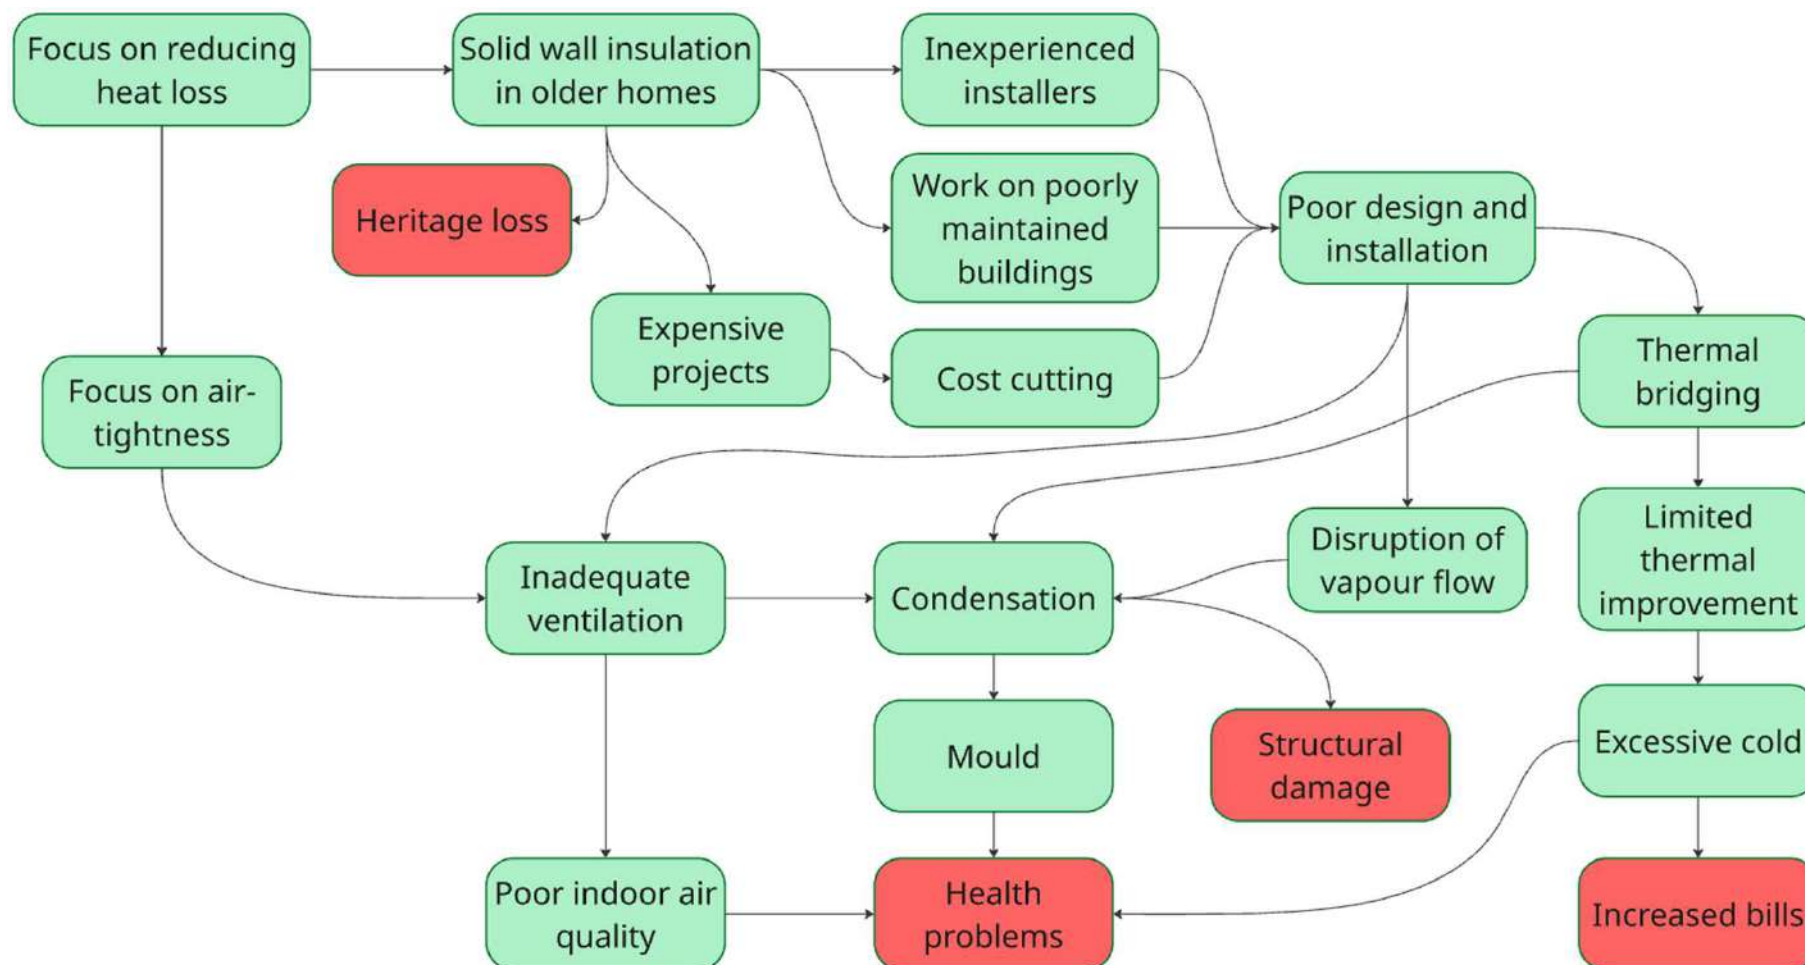 Focus on reducing
heat loss
Solid wall insulation
in older homes
Inexperienced
installers
Heritage loss
Work on poorly
maintained
buildings
Poor design and
installation
Expensive
projects
Cost cutting
Thermal
bridging
Focus on air-
tightness
Inadequate
ventilation
Condensation
Disruption of
vapour flow
Limited
thermal
improvement
Mould
Structural
damage
Excessive cold
Poor indoor air
quality
Health
problems
Increased bills